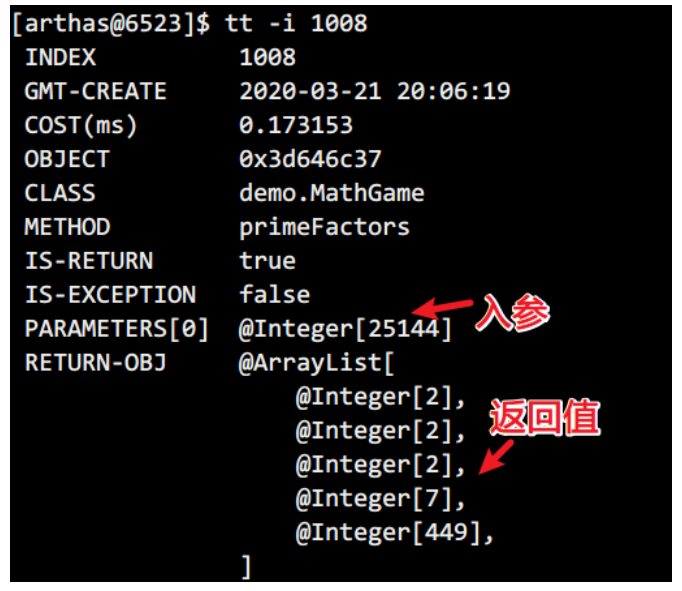 [arthas@6523]$ tt -i 1008
INDEX 1008
GMT-CREATE 2020-03-21 20:06:19
COST(ms) 0.173153
OBJECT 0x3d646c37
CLASS demo.MathGame
METHOD primeFactors
IS-RETURN true
IS-EXCEPTION false
入参
PARAMETERS[0] @Integer[25144]
RETURN-OBJ @ArrayList[
@Integer[2],
返回值
@Integer[2],
@Integer[2],
@Integer[7],
@Integer[449],
]